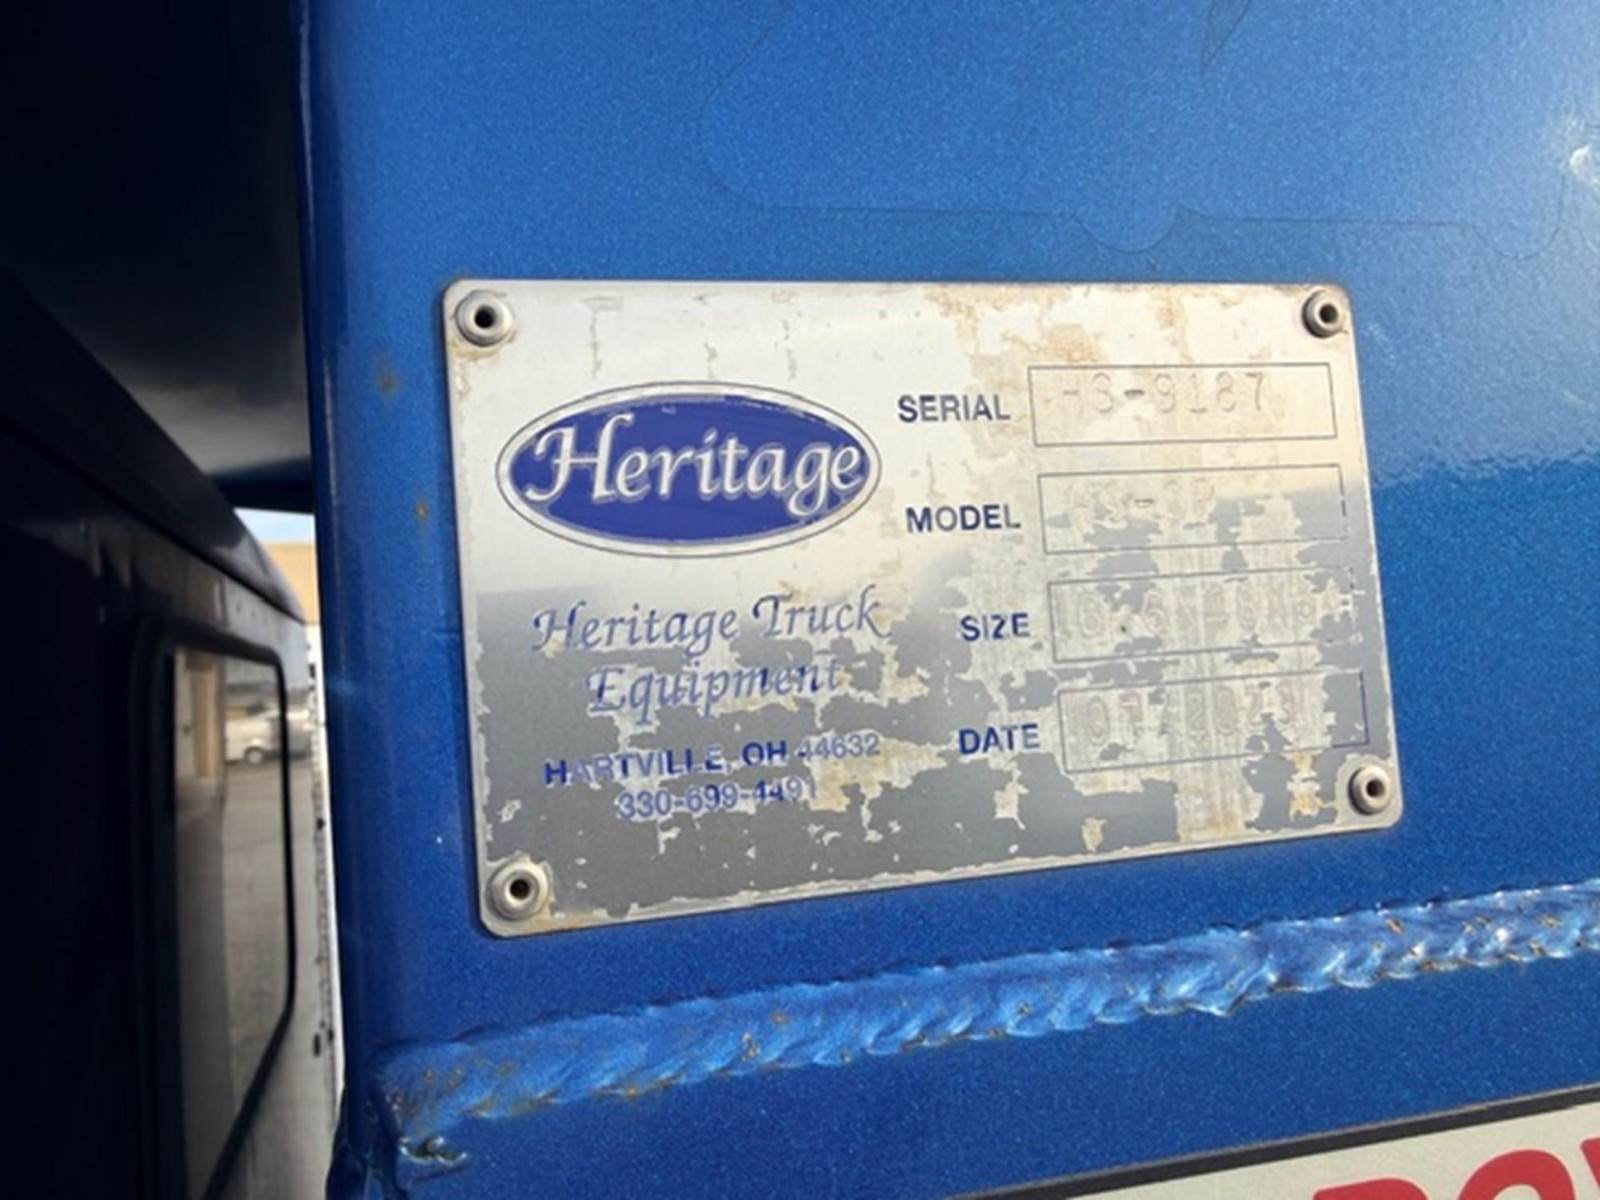 Heritage
Heritage Truck
Equipment
HARTVILLE, OH 44632
330-699-4491
SERIAL HS-9187
MODEL
SIZE
DATE